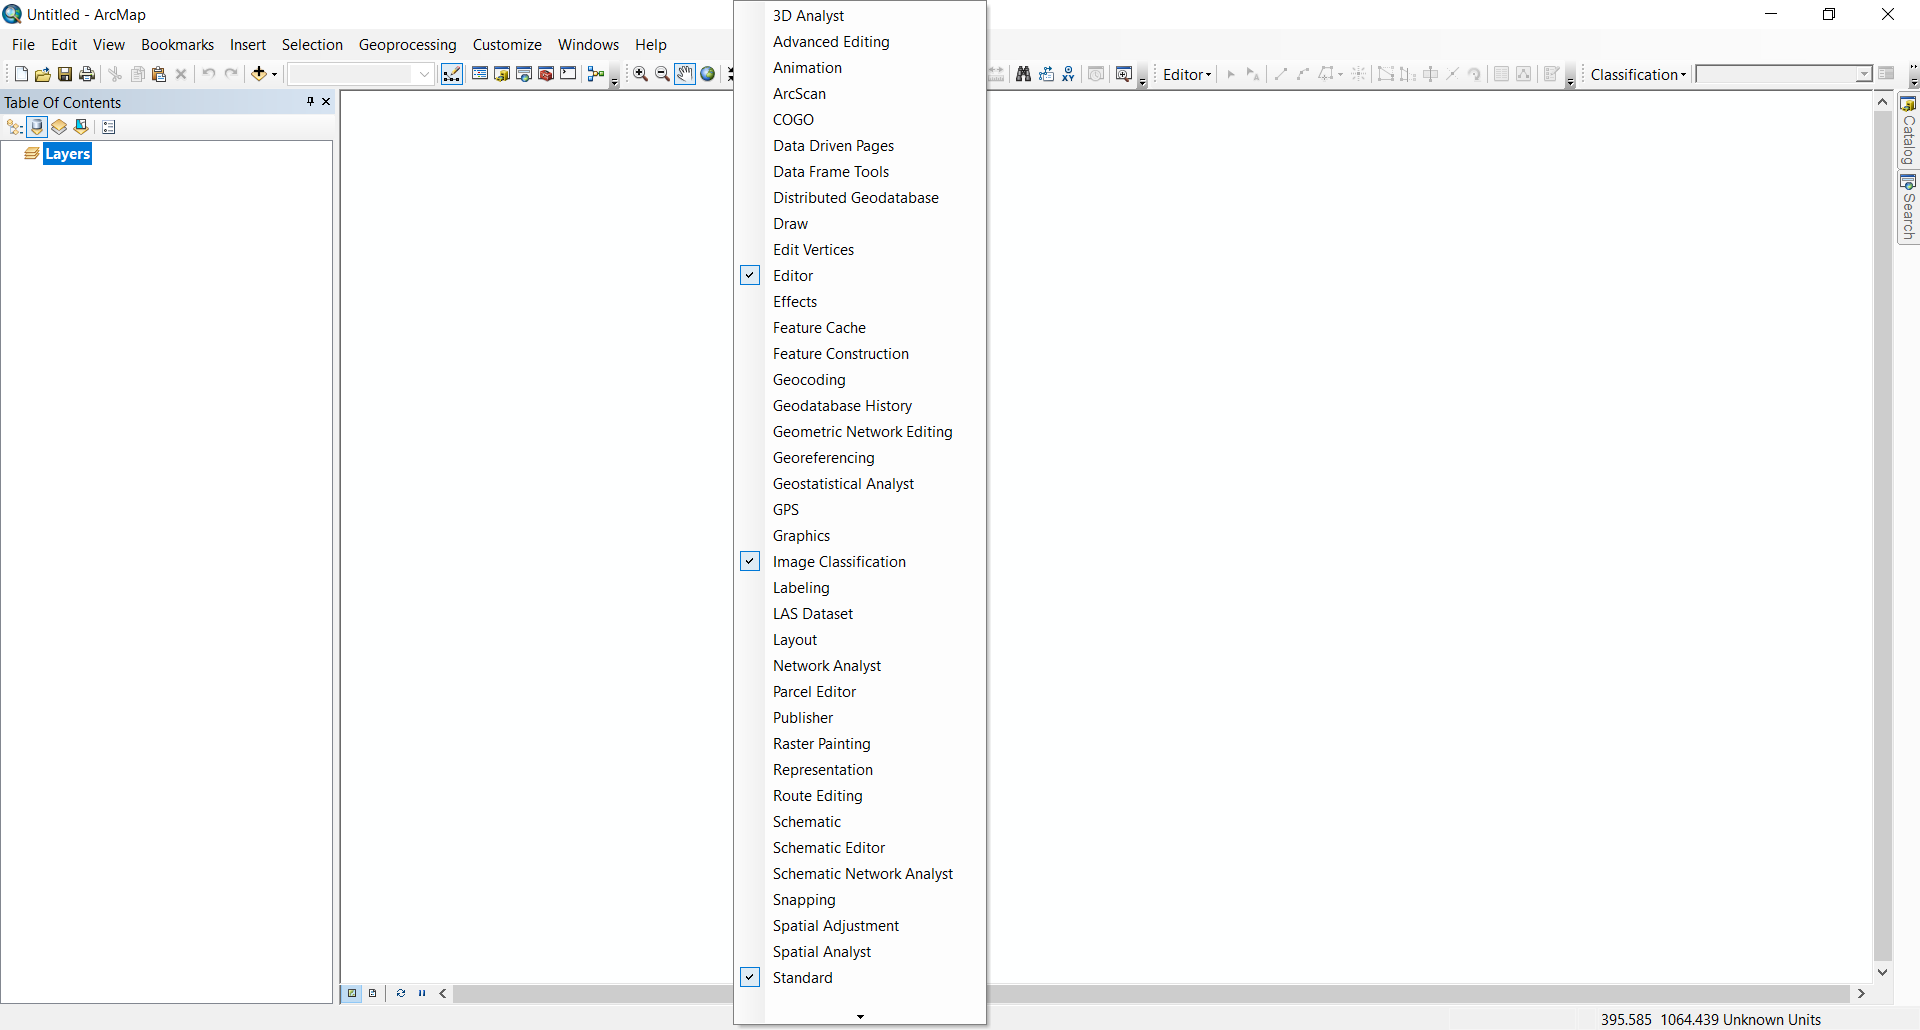 Untitled - ArcMap
File Edit View Bookmarks Insert Selection Geoprocessing Customize Windows Help
Editor
Classification
Table Of Contents
Layers
3D Analyst
Advanced Editing
Animation
ArcScan
COGO
Data Driven Pages
Data Frame Tools
Distributed Geodatabase
Draw
Edit Vertices
Editor
Effects
Feature Cache
Feature Construction
Geocoding
Geodatabase History
Geometric Network Editing
Georeferencing
Geostatistical Analyst
GPS
Graphics
Image Classification
Labeling
LAS Dataset
Layout
Network Analyst
Parcel Editor
Publisher
Raster Painting
Representation
Route Editing
Schematic
Schematic Editor
Schematic Network Analyst
Snapping
Spatial Adjustment
Spatial Analyst
Standard
Catalog
Search
395.585 1064.439 Unknown Units